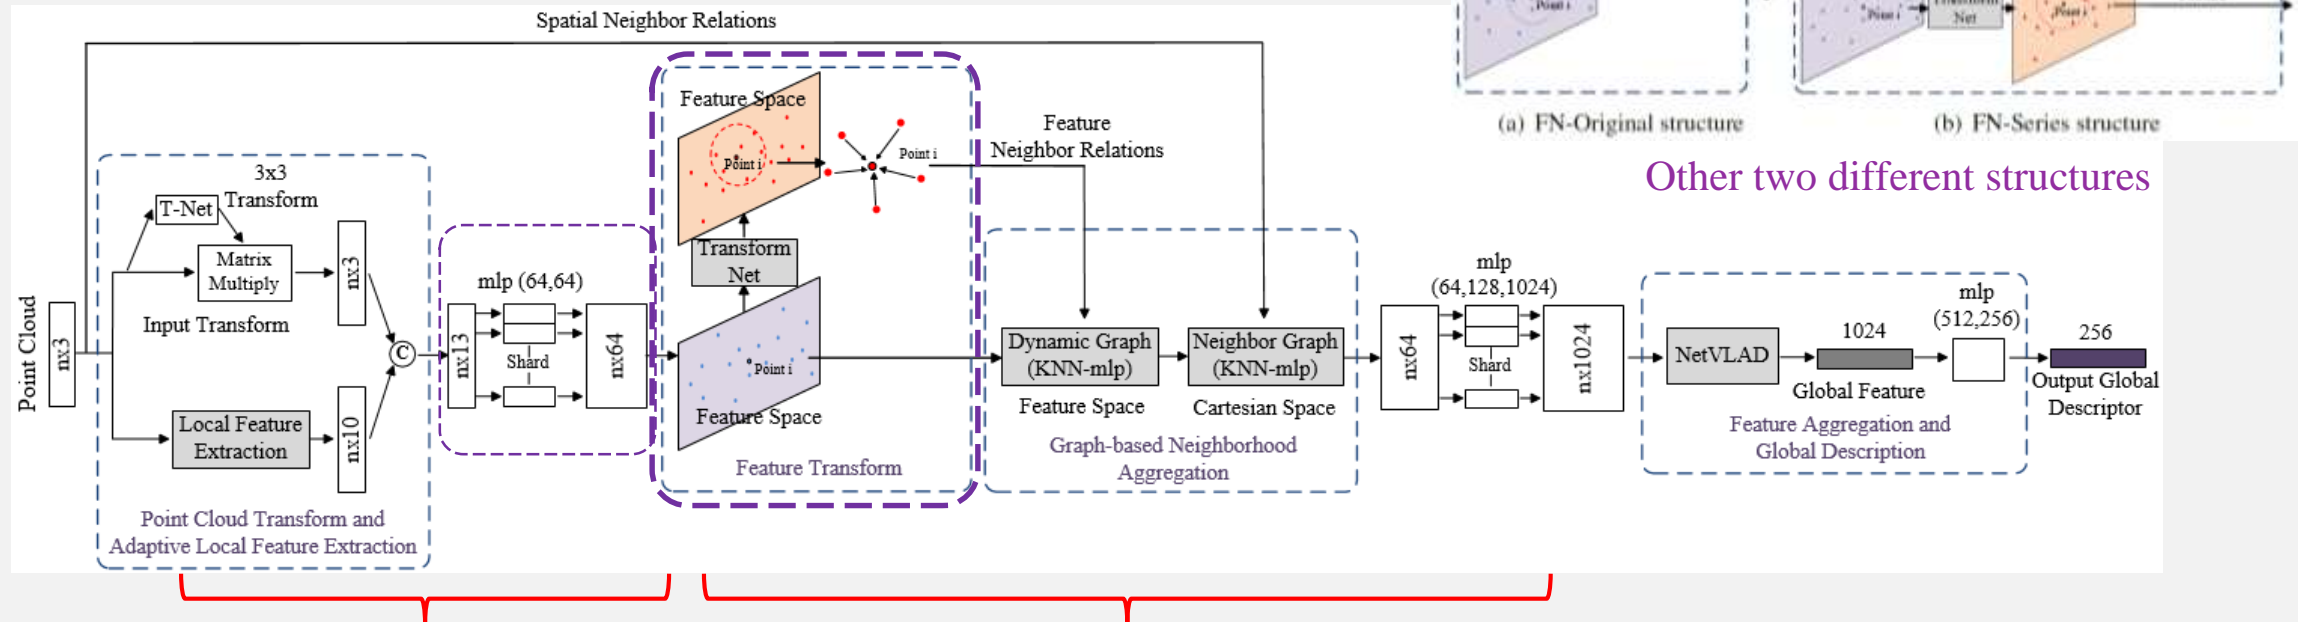 Spatial Neighbor Relations
Point i
Point i
Net
Point i
(a) FN-Original structure
(b) FN-Series structure
Other two different structures
Point Cloud
nx3
3x3
Transform
T-Net
Matrix
Multiply
Input Transform
nx3
Local Feature
Extraction
nx10
C
Point Cloud Transform and
Adaptive Local Feature Extraction
mlp (64,64)
nx13
Shard
nx64
Feature Space
Point i
Point i
Transform
Net
Point i
Feature Space
Feature Transform
Feature
Neighbor Relations
Dynamic Graph
(KNN-mlp)
Feature Space
Neighbor Graph
(KNN-mlp)
Cartesian Space
Graph-based Neighborhood
Aggregation
mlp
(64,128,1024)
nx64
Shard
nx1024
NetVLAD
1024
Global Feature
mlp
(512,256)
256
Output Global
Descriptor
Feature Aggregation and
Global Description